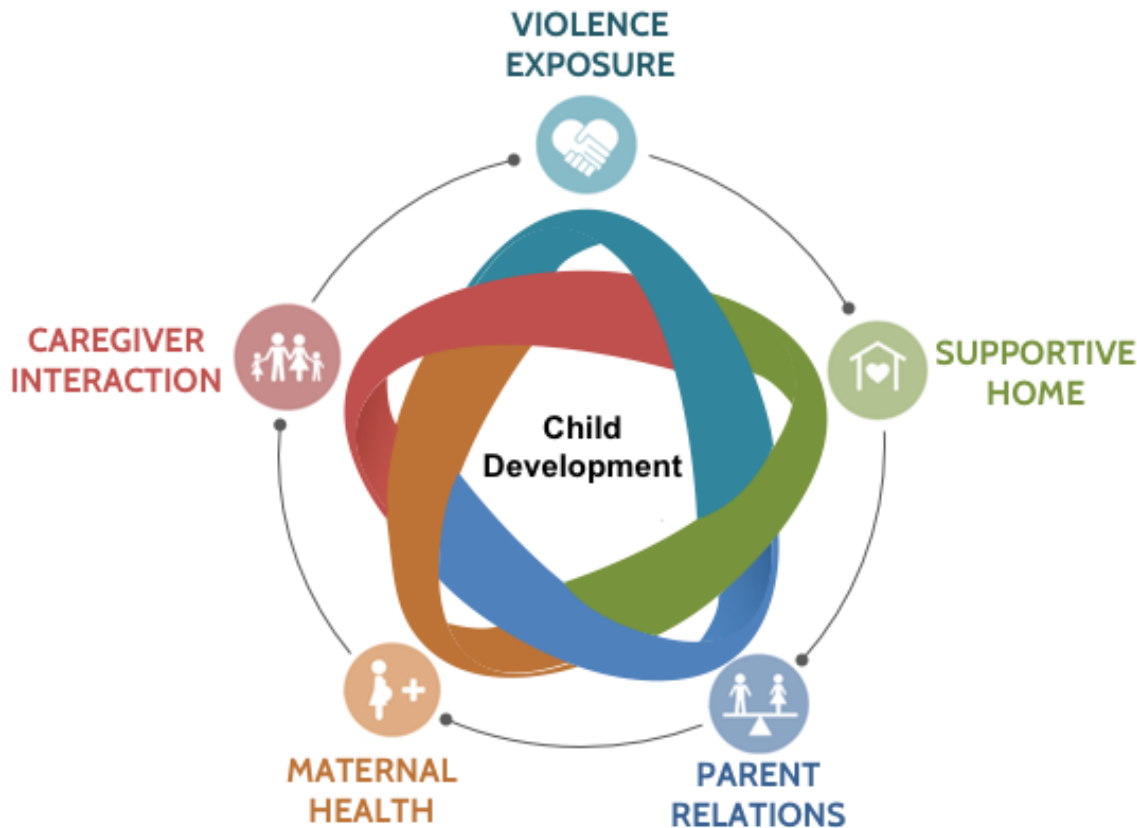 VIOLENCE
EXPOSURE
CAREGIVER
INTERACTION
SUPPORTIVE
HOME
Child
Development
MATERNAL
HEALTH
PARENT
RELATIONS